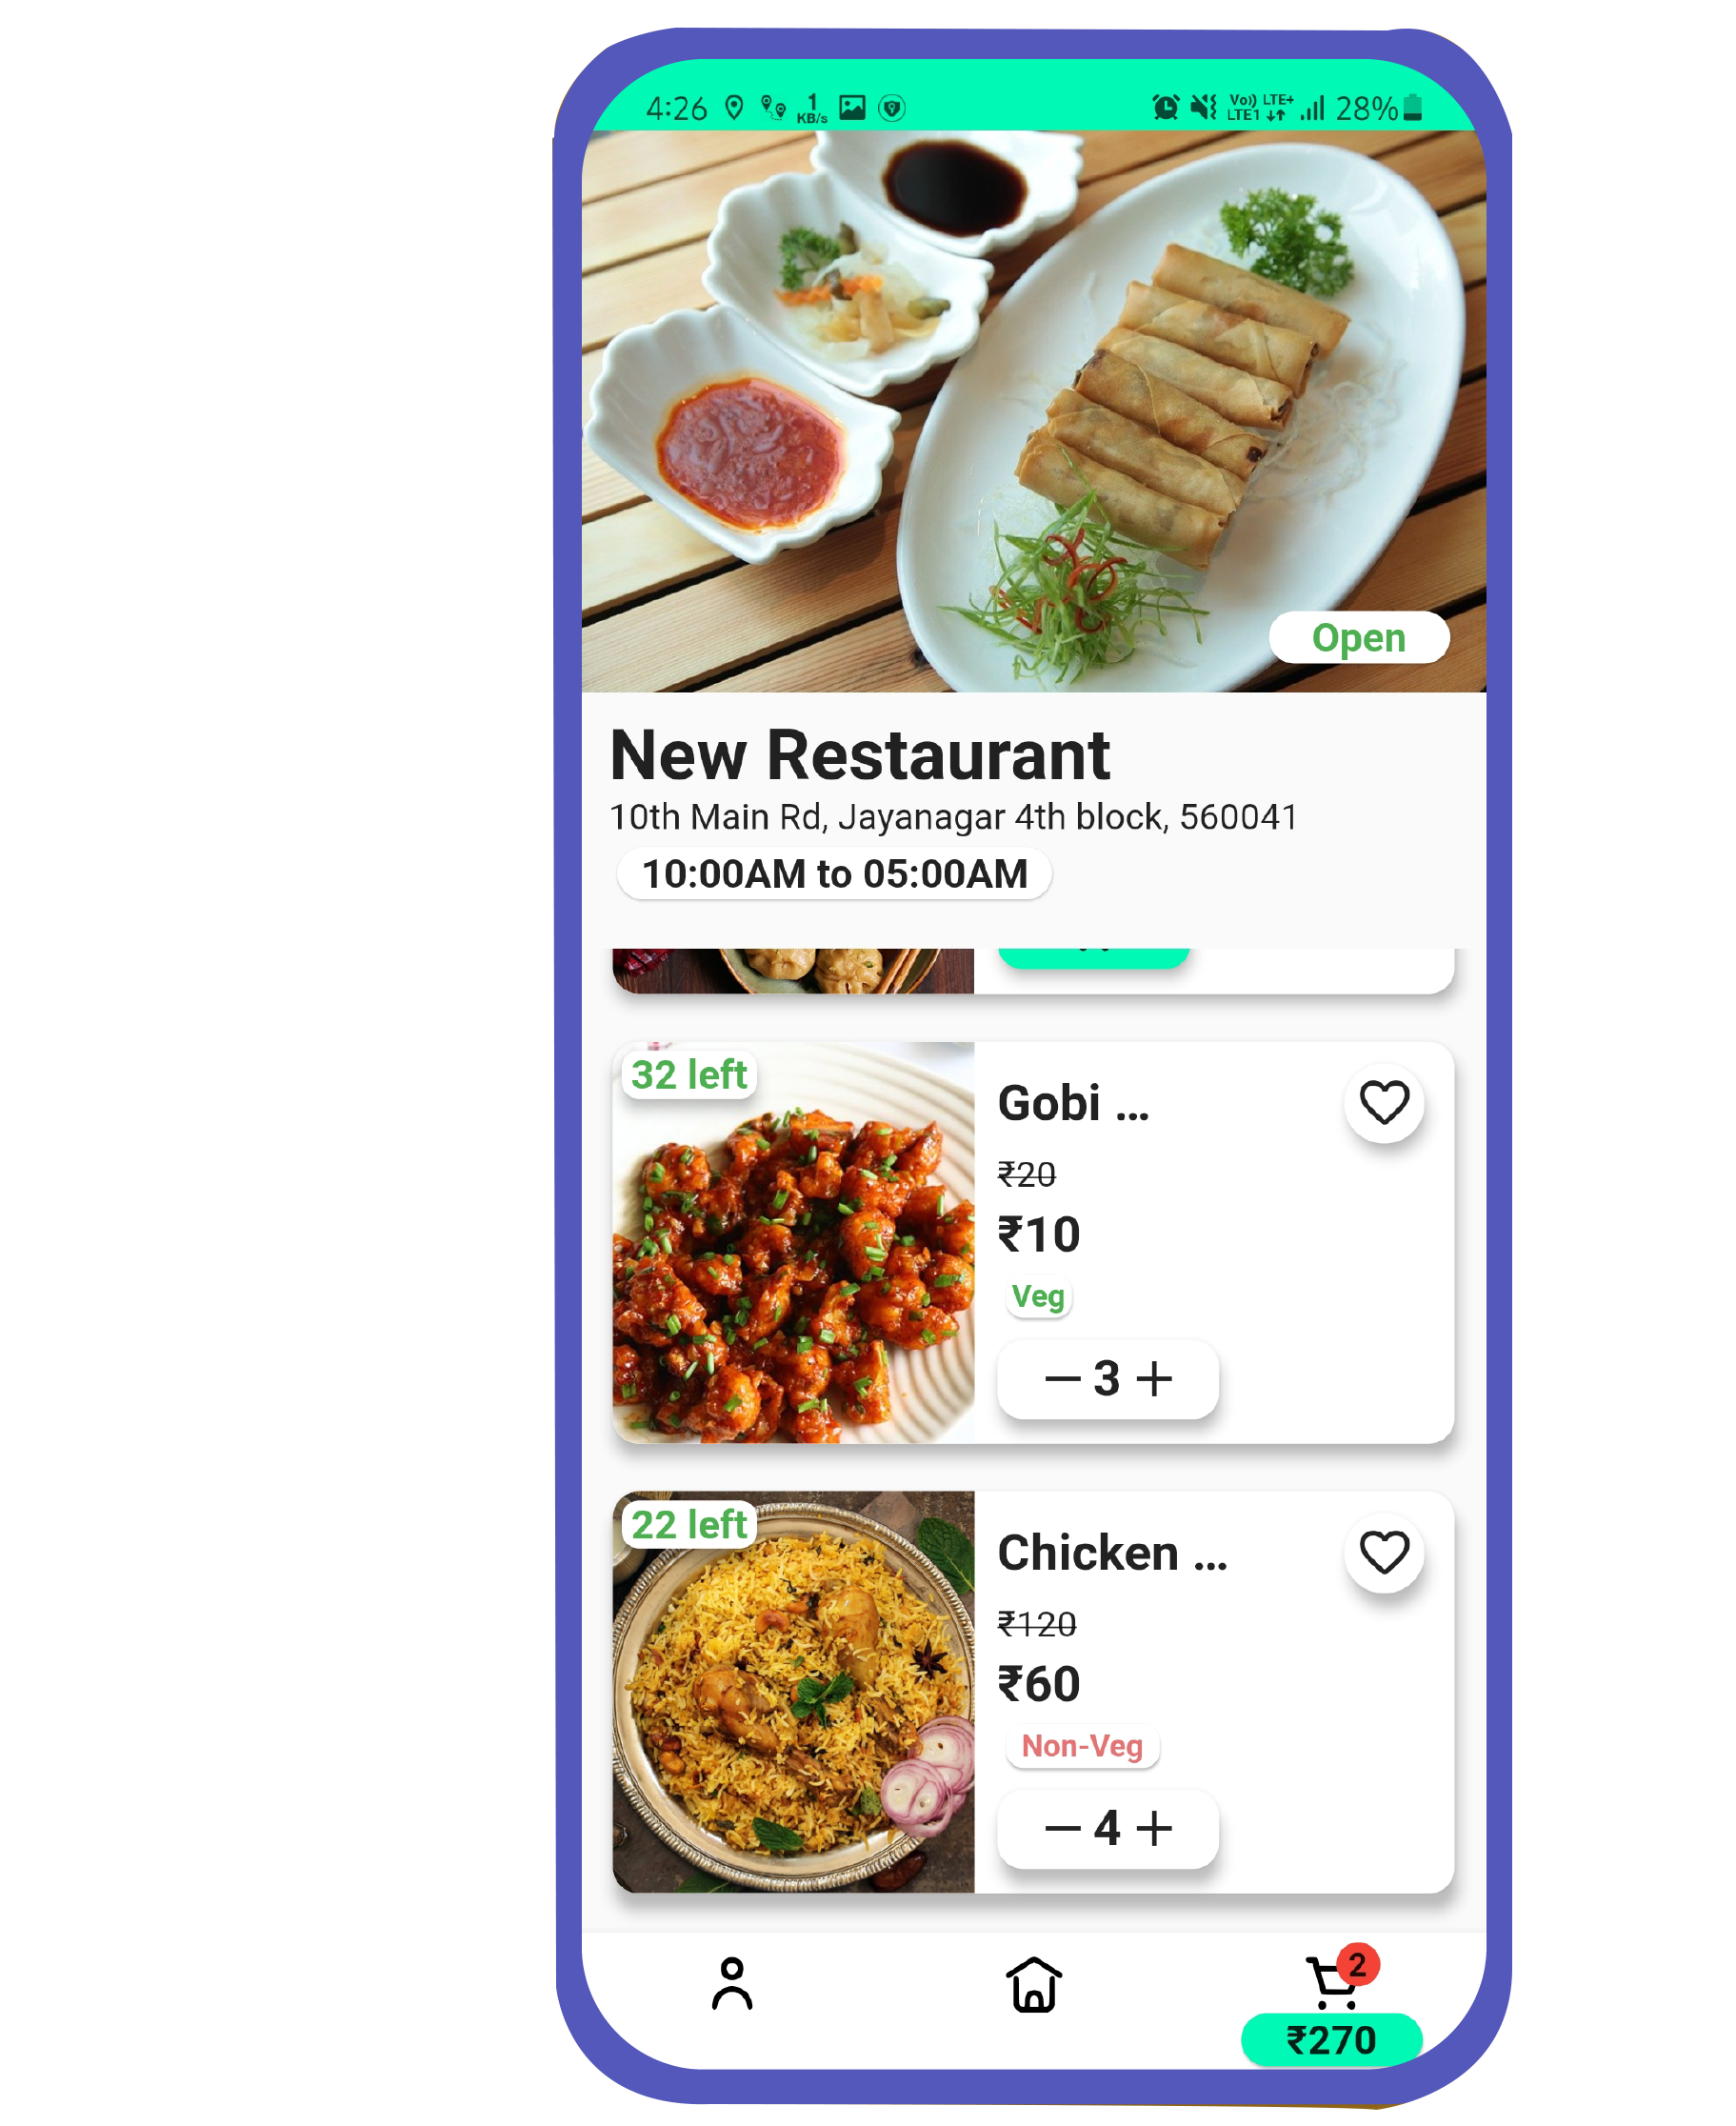 4:26 1 KB/s Vo)) LTE+ LTE1 28%
Open
New Restaurant
10th Main Rd, Jayanagar 4th block, 560041
10:00AM to 05:00AM
32 left
Gobi ...
₹20
₹10
Veg
3
22 left
Chicken ...
₹120
₹60
Non-Veg
4
2
₹270